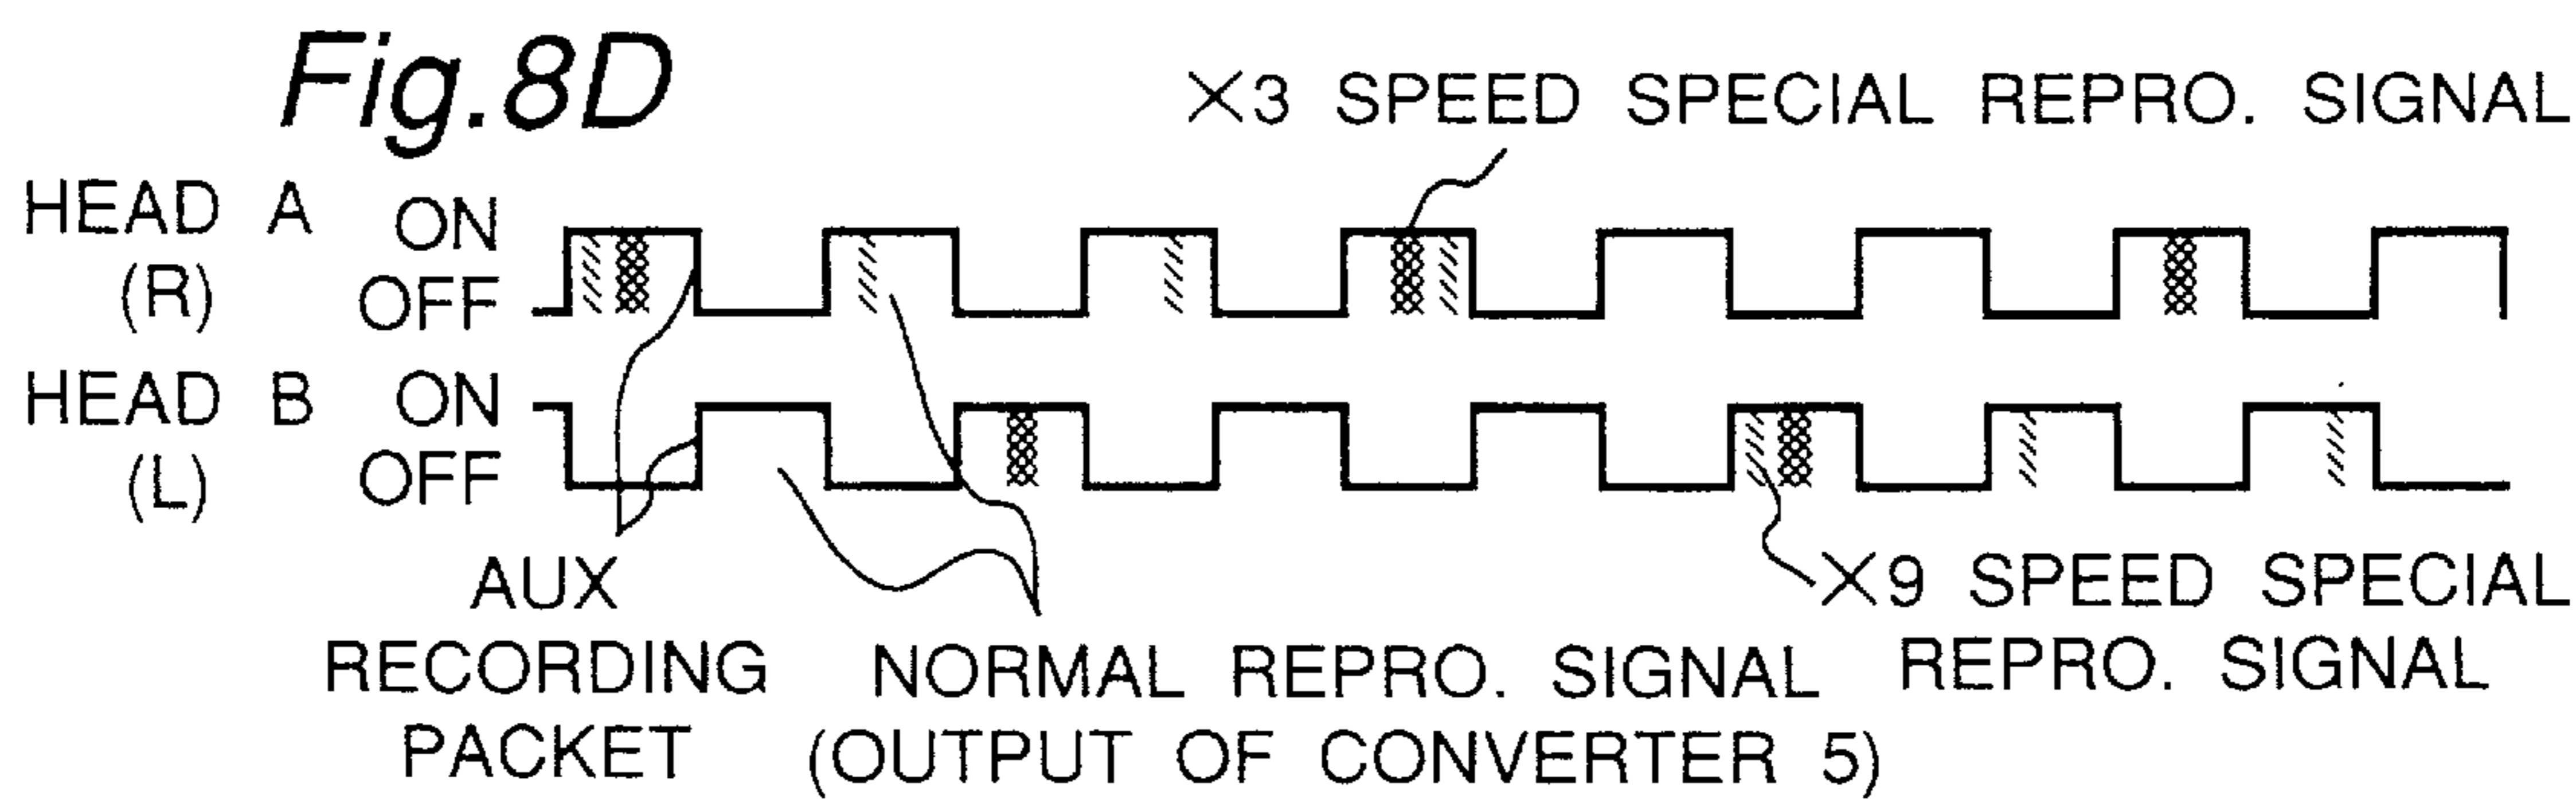 Fig.8D
×3 SPEED SPECIAL REPRO. SIGNAL
HEAD A ON
(R) OFF
HEAD B ON
(L) OFF
AUX
RECORDING
PACKET
NORMAL REPRO. SIGNAL
(OUTPUT OF CONVERTER 5)
×9 SPEED SPECIAL
REPRO. SIGNAL